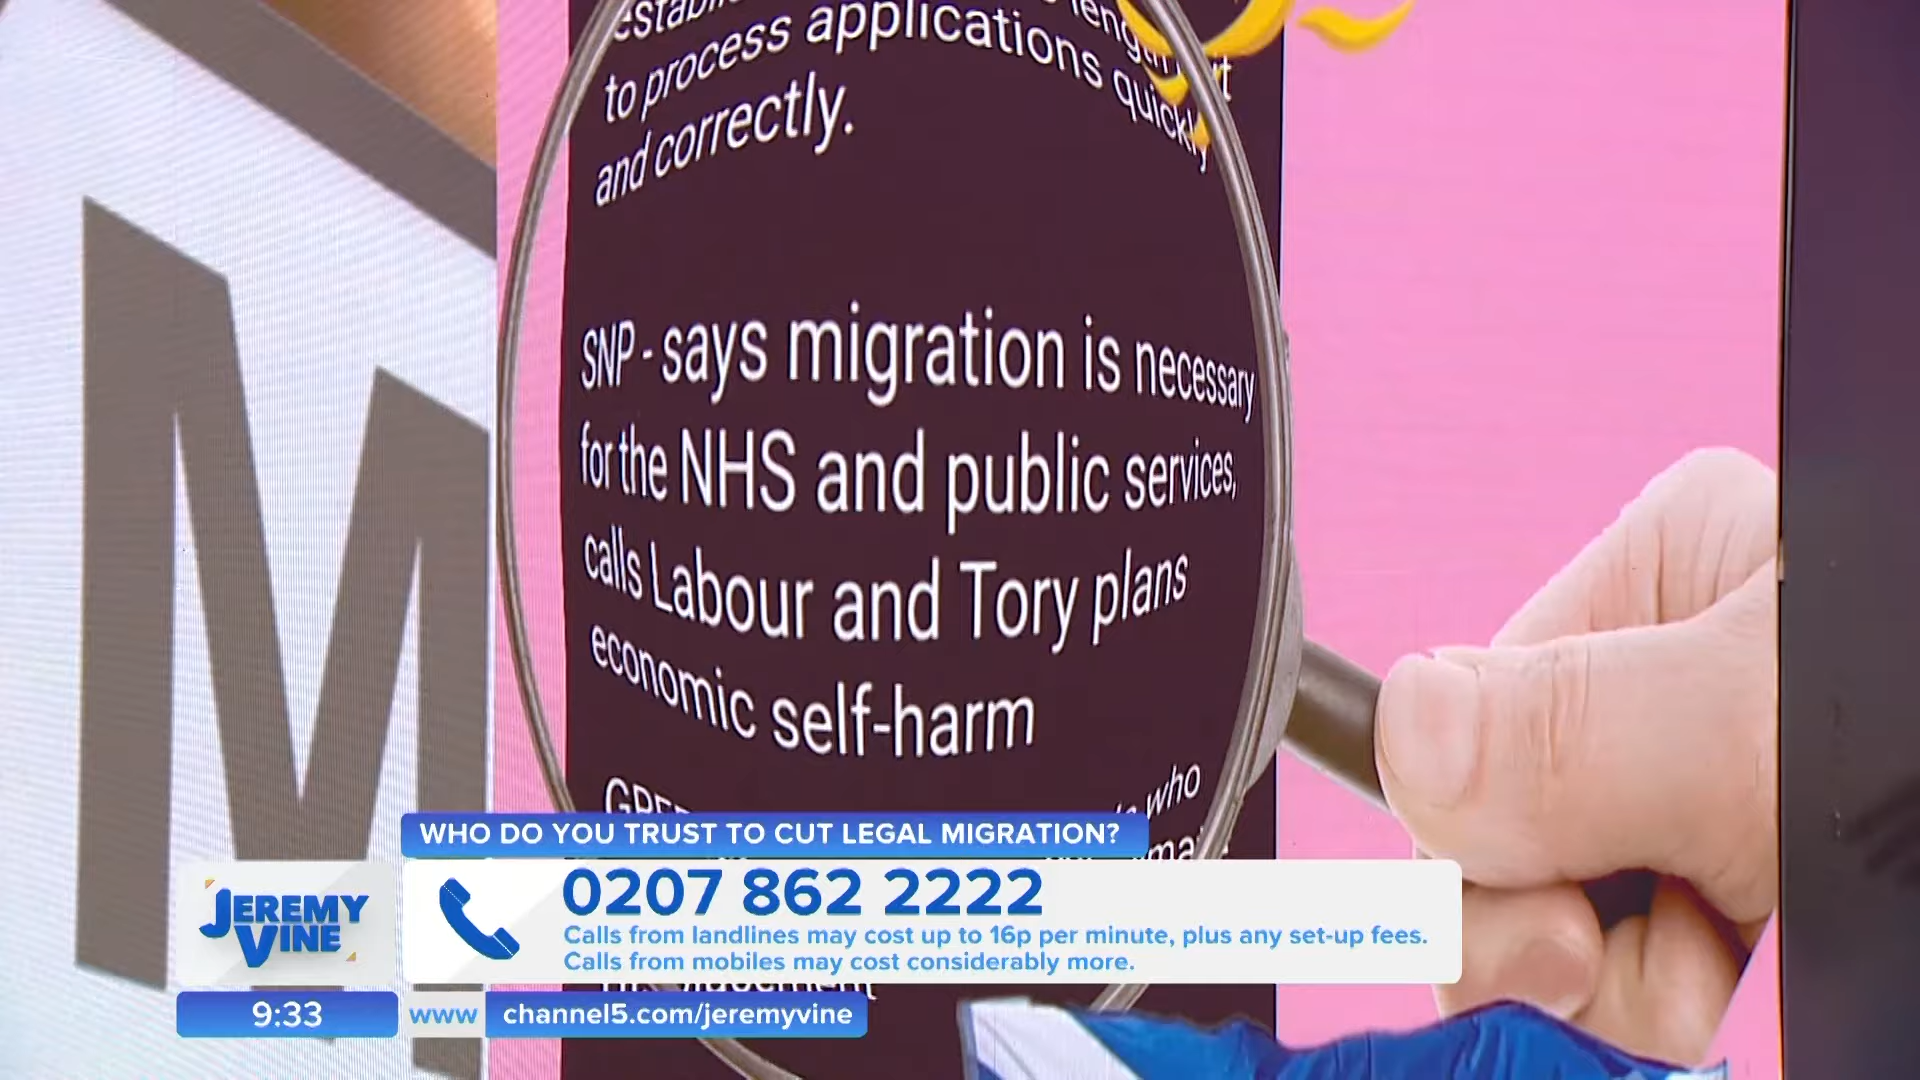 to process applications quickly
and correctly.
SNP - says migration is necessary
for the NHS and public services,
calls Labour and Tory plans
economic self-harm
who
M
WHO DO YOU TRUST TO CUT LEGAL MIGRATION?
JEREMY
VINE
0207 862 2222
Calls from landlines may cost up to 16p per minute, plus any set-up fees.
Calls from mobiles may cost considerably more.
9:33
www channel5.com/jeremyvine